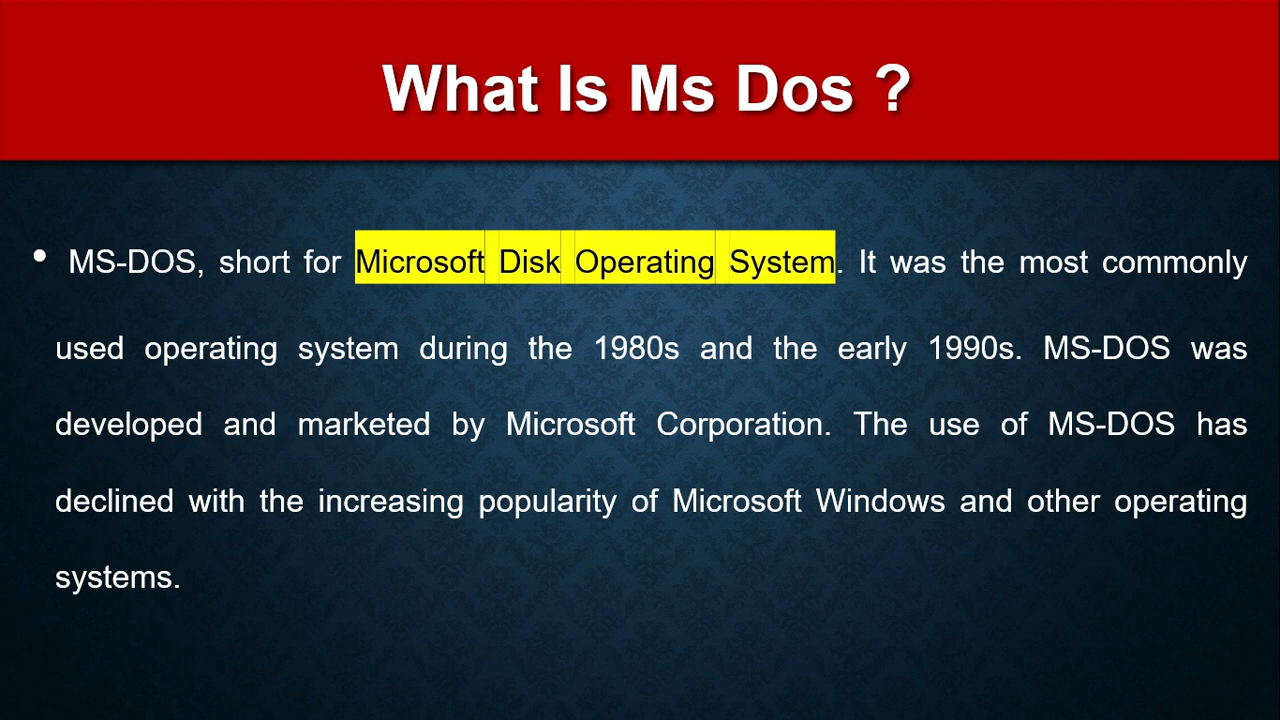 What Is Ms Dos ?
• MS-DOS, short for Microsoft Disk Operating System. It was the most commonly
used operating system during the 1980s and the early 1990s. MS-DOS was
developed and marketed by Microsoft Corporation. The use of MS-DOS has
declined with the increasing popularity of Microsoft Windows and other operating
systems.